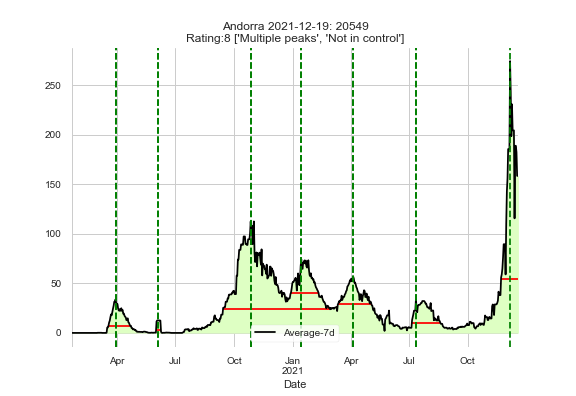 Andorra 2021-12-19: 20549
Rating:8 ['Multiple peaks', 'Not in control']
250
200
150
100
50
0
Average-7d
Apr Jul Oct Jan Apr Jul Oct
2021
Date